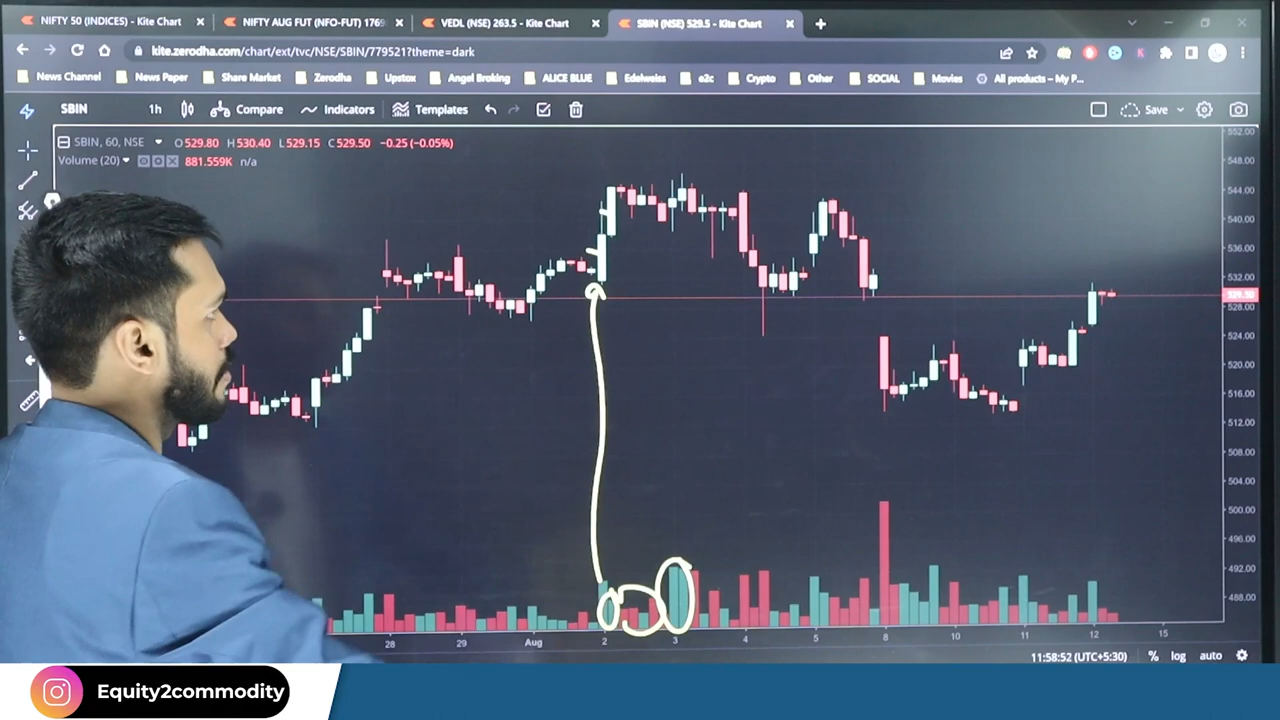 NIFTY 50 (INDICES) - Kite Chart
NIFTY AUG FUT (NFO-FUT) 1769
VEDL (NSE) 263.5 - Kite Chart
SBIN (NSE) 529.5 - Kite Chart
kite.zerodha.com/chart/ext/tvc/NSE/SBIN/779521?theme=dark
News Channel
News Paper
Share Market
Zerodha
Upstox
Angel Broking
ALICE BLUE
Edelweiss
e2c
Crypto
Other
SOCIAL
Movies
All products – My P...
SBIN
1h
Compare
Indicators
Templates
Save
SBIN, 60, NSE
O529.80 H530.40 L529.15 C529.50 −0.25 (−0.05%)
Volume (20) 881.559K n/a
552.00
548.00
544.00
540.00
536.00
532.00
529.50
528.00
524.00
520.00
516.00
512.00
508.00
504.00
500.00
496.00
492.00
488.00
28 29 Aug 2 3 4 5 8 10 11 12 15
11:58:52 (UTC+5:30) % log auto
Equity2commodity